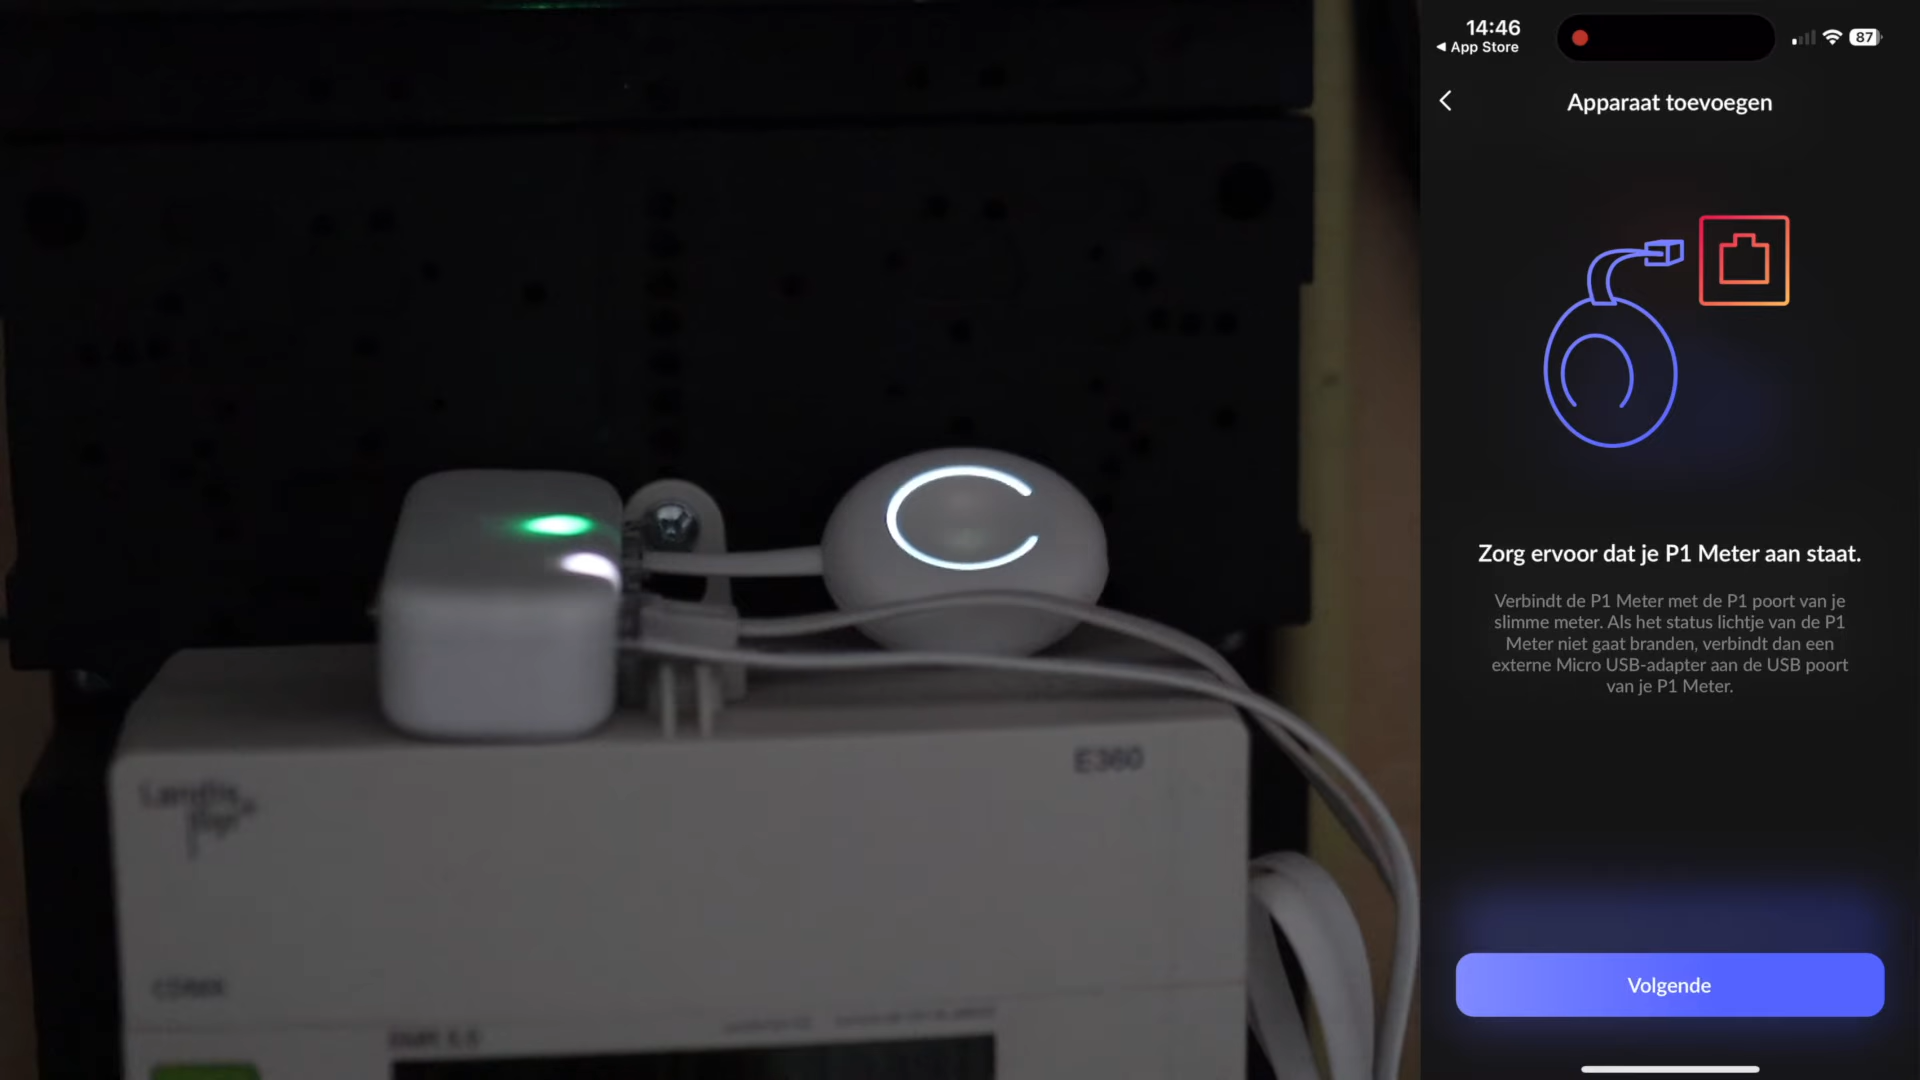 14:46
87
◀ App Store
Apparaat toevoegen
Zorg ervoor dat je P1 Meter aan staat.
Verbindt de P1 Meter met de P1 poort van je
slimme meter. Als het status lichtje van de P1
Meter niet gaat branden, verbindt dan een
externe Micro USB-adapter aan de USB poort
van je P1 Meter.
Volgende
E360
Landis